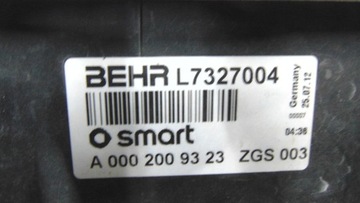 BEHR L7327004
smart
A 000 200 93 23 ZGS 003
Germany
25.07.12
00007
04:36